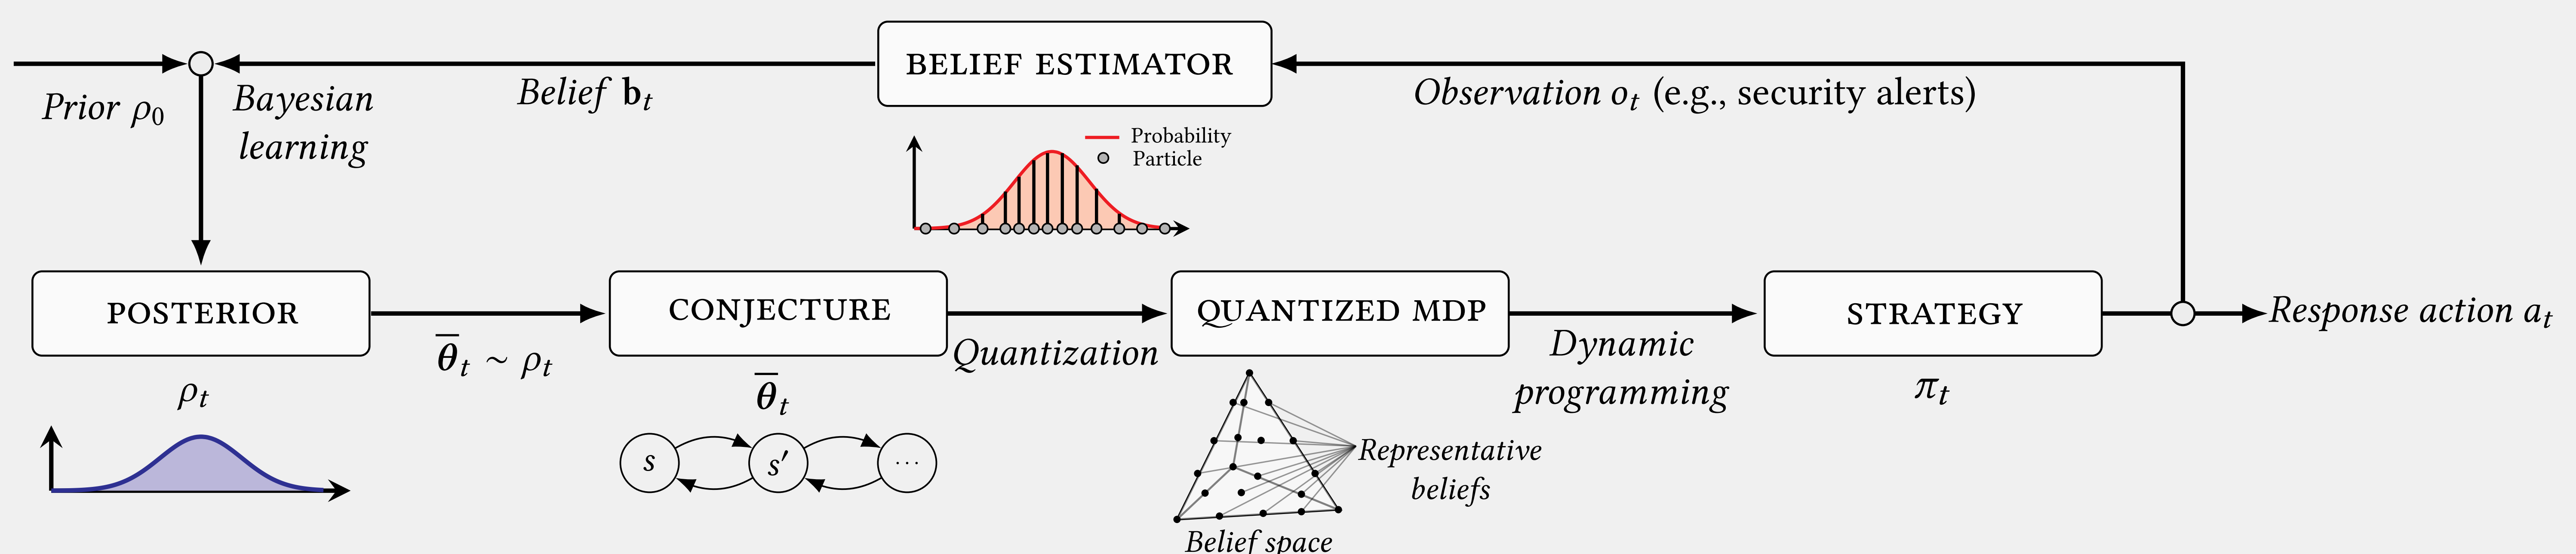 BELIEF ESTIMATOR
Prior ρ₀
Bayesian
learning
Belief 𝐛ₜ
Observation oₜ (e.g., security alerts)
Probability
Particle
POSTERIOR
CONJECTURE
QUANTIZED MDP
STRATEGY
Response action aₜ
θ̅ₜ ~ ρₜ
Quantization
Dynamic
programming
ρₜ
θ̅ₜ
πₜ
s
s′
...
Representative
beliefs
Belief space